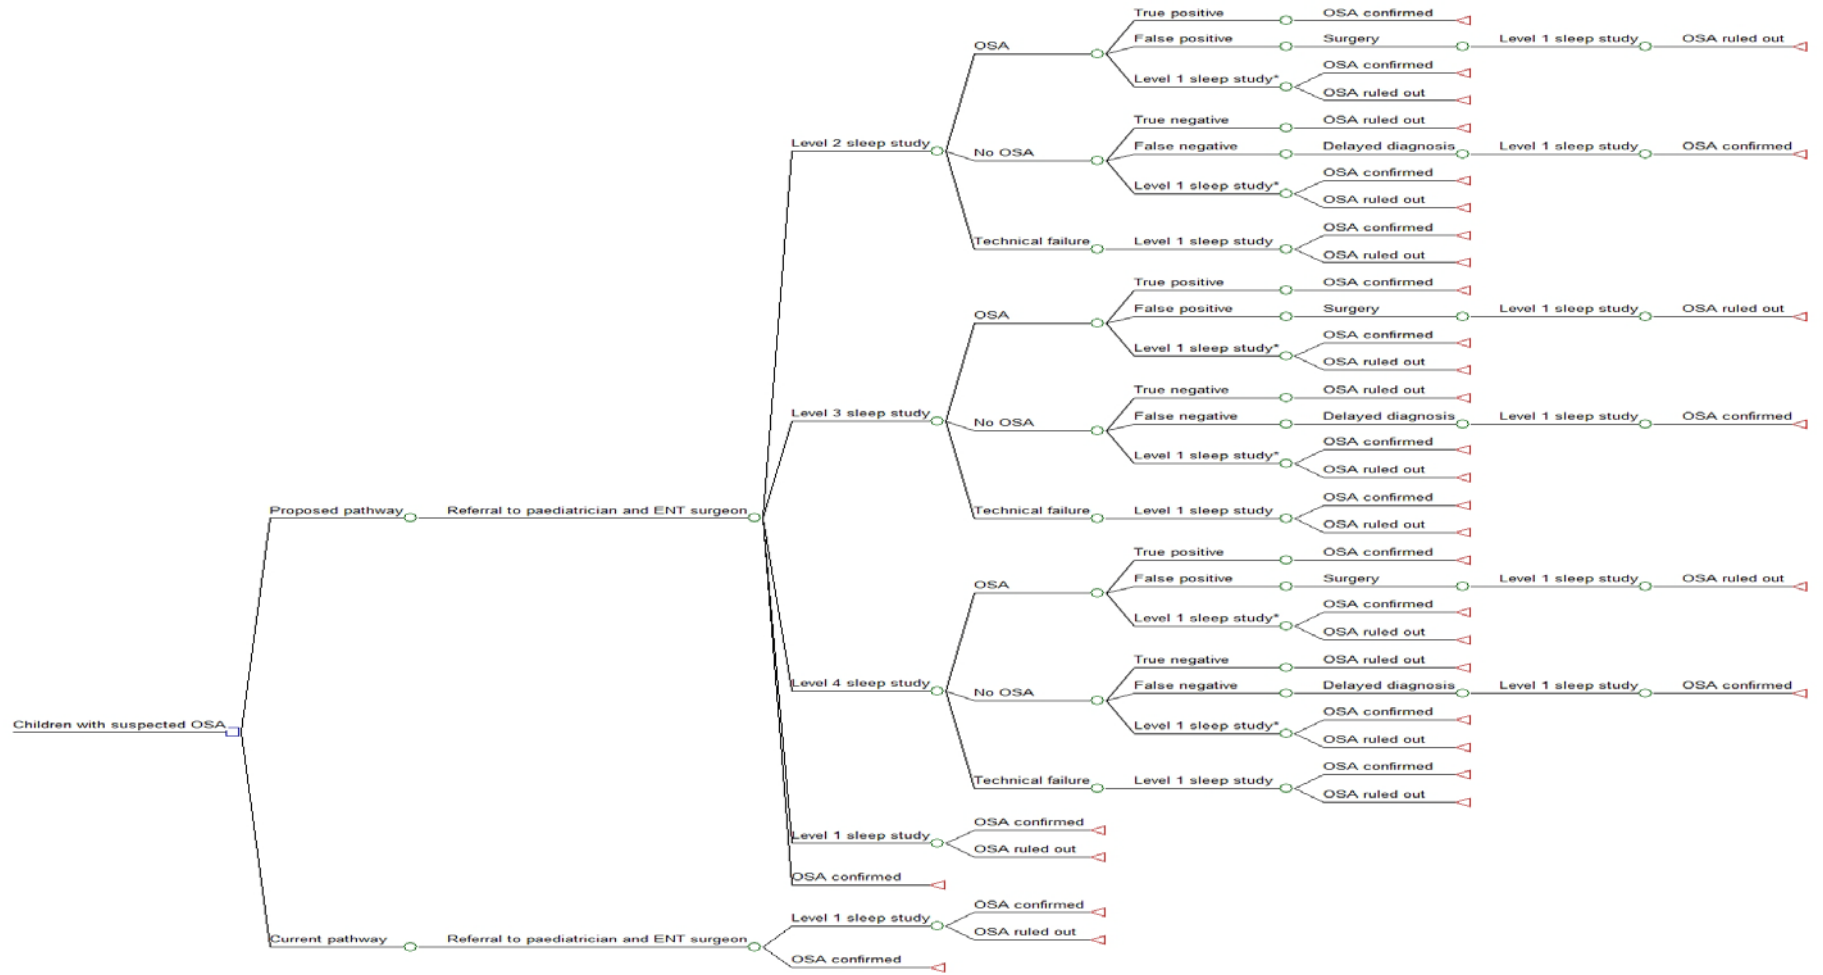 True positive OSA confirmed
OSA False positive Surgery Level 1 sleep study OSA ruled out
Level 1 sleep study* OSA confirmed
OSA ruled out
True negative OSA ruled out
Level 2 sleep study No OSA False negative Delayed diagnosis Level 1 sleep study OSA confirmed
Level 1 sleep study* OSA confirmed
OSA ruled out
Technical failure Level 1 sleep study OSA confirmed
OSA ruled out
True positive OSA confirmed
OSA False positive Surgery Level 1 sleep study OSA ruled out
Level 1 sleep study* OSA confirmed
OSA ruled out
True negative OSA ruled out
Level 3 sleep study No OSA False negative Delayed diagnosis Level 1 sleep study OSA confirmed
Level 1 sleep study* OSA confirmed
OSA ruled out
Technical failure Level 1 sleep study OSA confirmed
OSA ruled out
Proposed pathway Referral to paediatrician and ENT surgeon
True positive OSA confirmed
OSA False positive Surgery Level 1 sleep study OSA ruled out
Level 1 sleep study* OSA confirmed
OSA ruled out
True negative OSA ruled out
Level 4 sleep study No OSA False negative Delayed diagnosis Level 1 sleep study OSA confirmed
Level 1 sleep study* OSA confirmed
OSA ruled out
Children with suspected OSA
Technical failure Level 1 sleep study OSA confirmed
OSA ruled out
Level 1 sleep study OSA confirmed
OSA ruled out
OSA confirmed
Level 1 sleep study OSA confirmed
OSA ruled out
Current pathway Referral to paediatrician and ENT surgeon
OSA confirmed